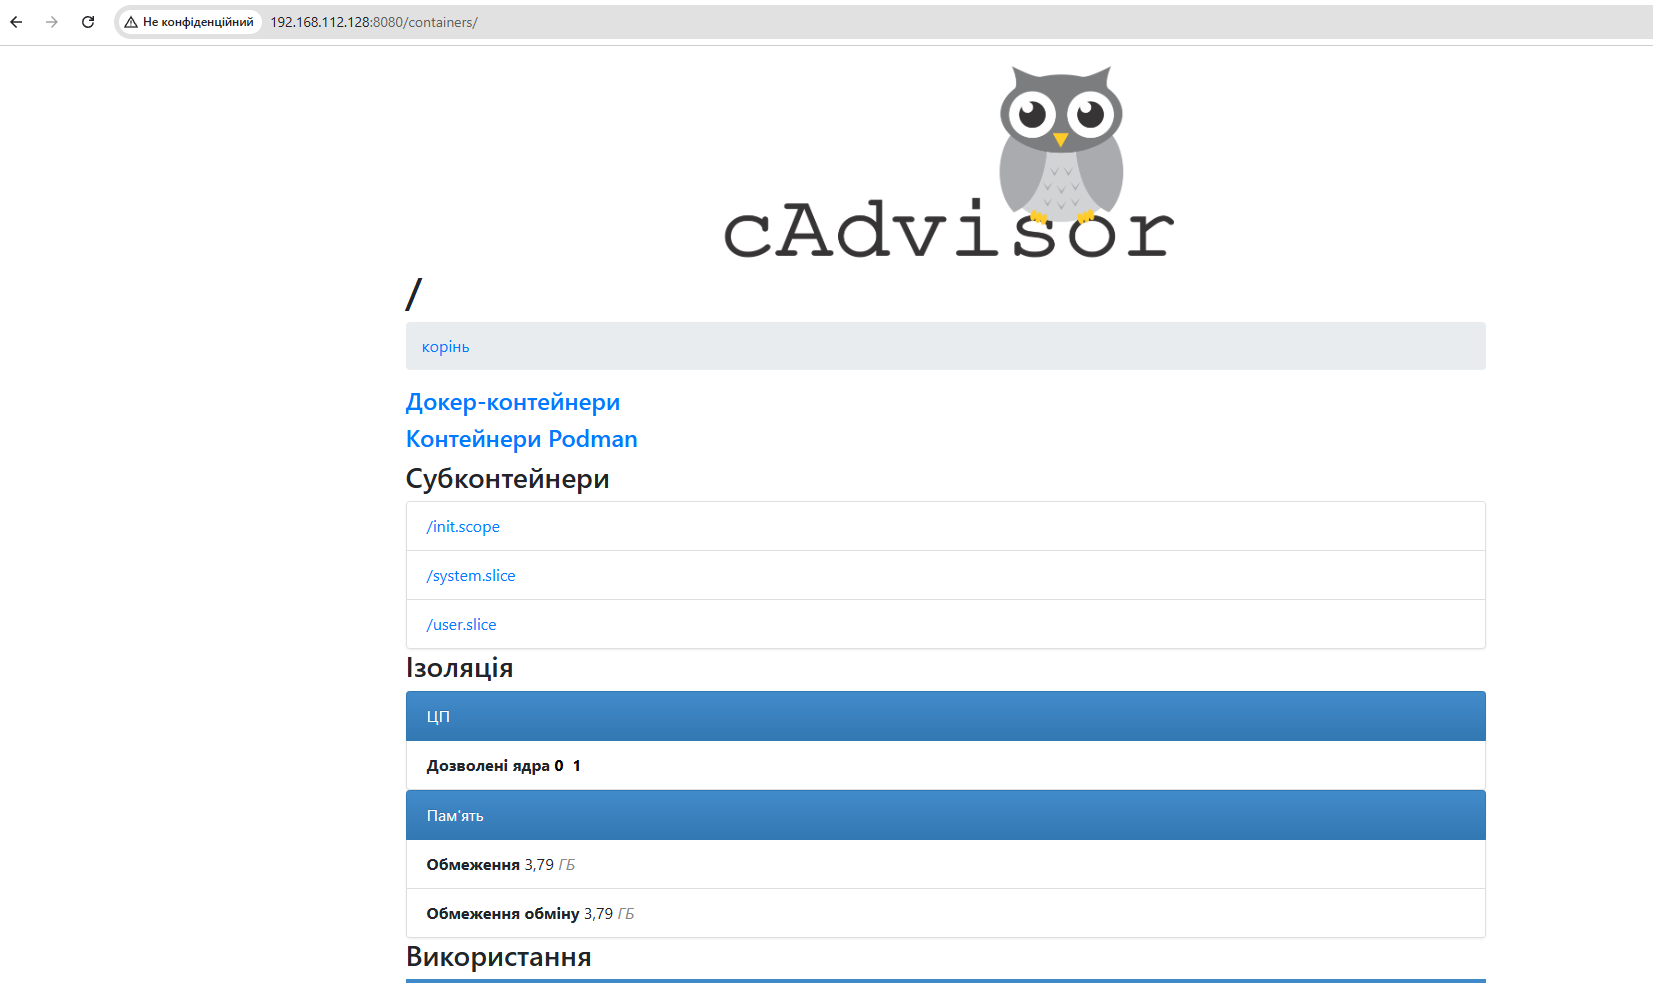 Не конфіденційний 192.168.112.128:8080/containers/
cAdvisor
/
корінь
Докер-контейнери
Контейнери Podman
Субконтейнери
/init.scope
/system.slice
/user.slice
Ізоляція
ЦП
Дозволені ядра 0 1
Пам'ять
Обмеження 3,79 ГБ
Обмеження обміну 3,79 ГБ
Використання